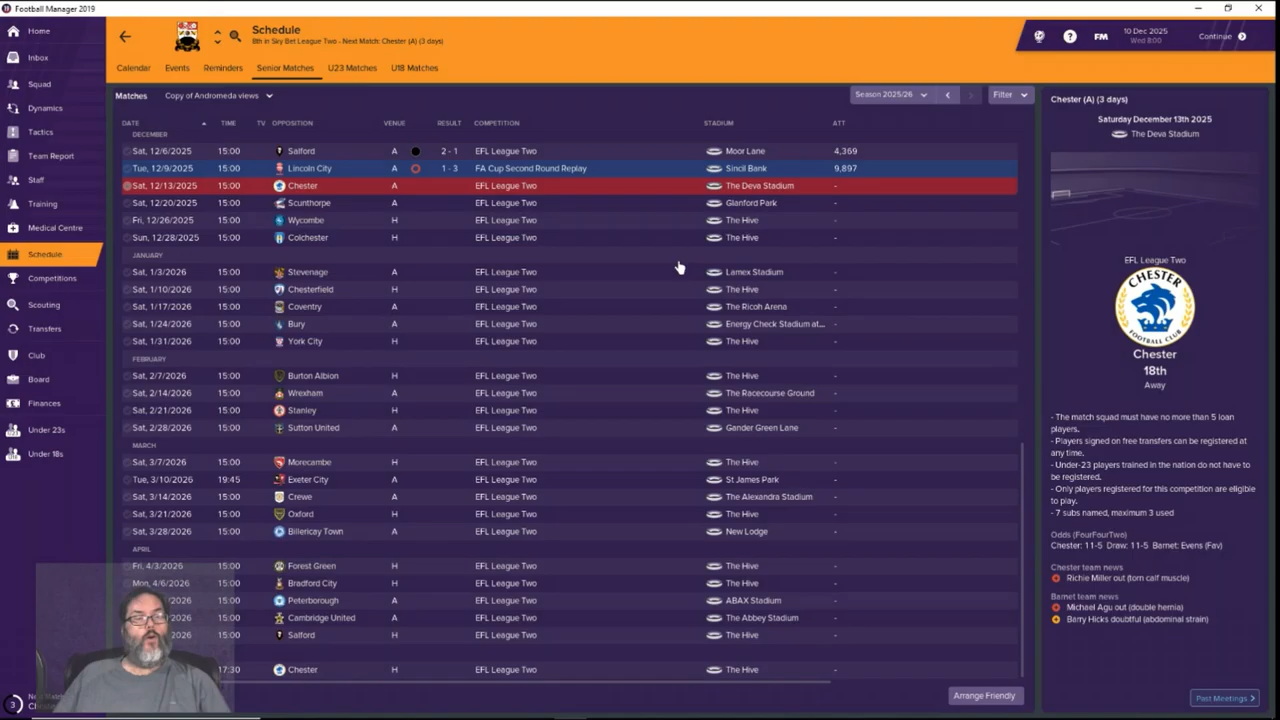 Football Manager 2019
Home
Inbox
Squad
Dynamics
Tactics
Team Report
Staff
Training
Medical Centre
Schedule
Competitions
Scouting
Transfers
Club
Board
Finances
Under 23s
Under 18s
Schedule
8th in Sky Bet League Two - Next Match: Chester (A) (3 days)
FM
10 Dec 2025
Wed 8:00
Continue
Calendar Events Reminders Senior Matches U23 Matches U18 Matches
Matches Copy of Andromeda views Season 2025/26 Filter
DATE TIME TV OPPOSITION VENUE RESULT COMPETITION STADIUM ATT
DECEMBER
Sat, 12/6/2025 15:00 Salford A 2 - 1 EFL League Two Moor Lane 4,369
Tue, 12/9/2025 15:00 Lincoln City A 1 - 3 FA Cup Second Round Replay Sincil Bank 9,897
Sat, 12/13/2025 15:00 Chester A EFL League Two The Deva Stadium -
Sat, 12/20/2025 15:00 Scunthorpe A EFL League Two Glanford Park -
Fri, 12/26/2025 15:00 Wycombe H EFL League Two The Hive -
Sun, 12/28/2025 15:00 Colchester H EFL League Two The Hive -
JANUARY
Sat, 1/3/2026 15:00 Stevenage A EFL League Two Lamex Stadium -
Sat, 1/10/2026 15:00 Chesterfield H EFL League Two The Hive -
Sat, 1/17/2026 15:00 Coventry A EFL League Two The Ricoh Arena -
Sat, 1/24/2026 15:00 Bury A EFL League Two Energy Check Stadium at... -
Sat, 1/31/2026 15:00 York City H EFL League Two The Hive -
FEBRUARY
Sat, 2/7/2026 15:00 Burton Albion H EFL League Two The Hive -
Sat, 2/14/2026 15:00 Wrexham A EFL League Two The Racecourse Ground -
Sat, 2/21/2026 15:00 Stanley H EFL League Two The Hive -
Sat, 2/28/2026 15:00 Sutton United A EFL League Two Gander Green Lane -
MARCH
Sat, 3/7/2026 15:00 Morecambe H EFL League Two The Hive -
Tue, 3/10/2026 19:45 Exeter City A EFL League Two St James Park -
Sat, 3/14/2026 15:00 Crewe A EFL League Two The Alexandra Stadium -
Sat, 3/21/2026 15:00 Oxford H EFL League Two The Hive -
Sat, 3/28/2026 15:00 Billericay Town A EFL League Two New Lodge -
APRIL
Fri, 4/3/2026 15:00 Forest Green H EFL League Two The Hive -
Mon, 4/6/2026 15:00 Bradford City H EFL League Two The Hive -
15:00 Peterborough A EFL League Two ABAX Stadium -
15:00 Cambridge United A EFL League Two The Abbey Stadium -
15:00 Salford H EFL League Two The Hive -
17:30 Chester H EFL League Two The Hive -
Arrange Friendly
3
Chester (A) (3 days)
Saturday December 13th 2025
The Deva Stadium
EFL League Two
CHESTER
FOOTBALL CLUB
Chester
18th
Away
- The match squad must have no more than 5 loan
players.
- Players signed on free transfers can be registered at
any time.
- Under-23 players trained in the nation do not have to
be registered.
- Only players registered for this competition are eligible
to play.
- 7 subs named, maximum 3 used
Odds (FourFourTwo)
Chester: 11-5 Draw: 11-5 Barnet: Evens (Fav)
Chester team news
Richie Miller out (torn calf muscle)
Barnet team news
Michael Agu out (double hernia)
Barry Hicks doubtful (abdominal strain)
Past Meetings >